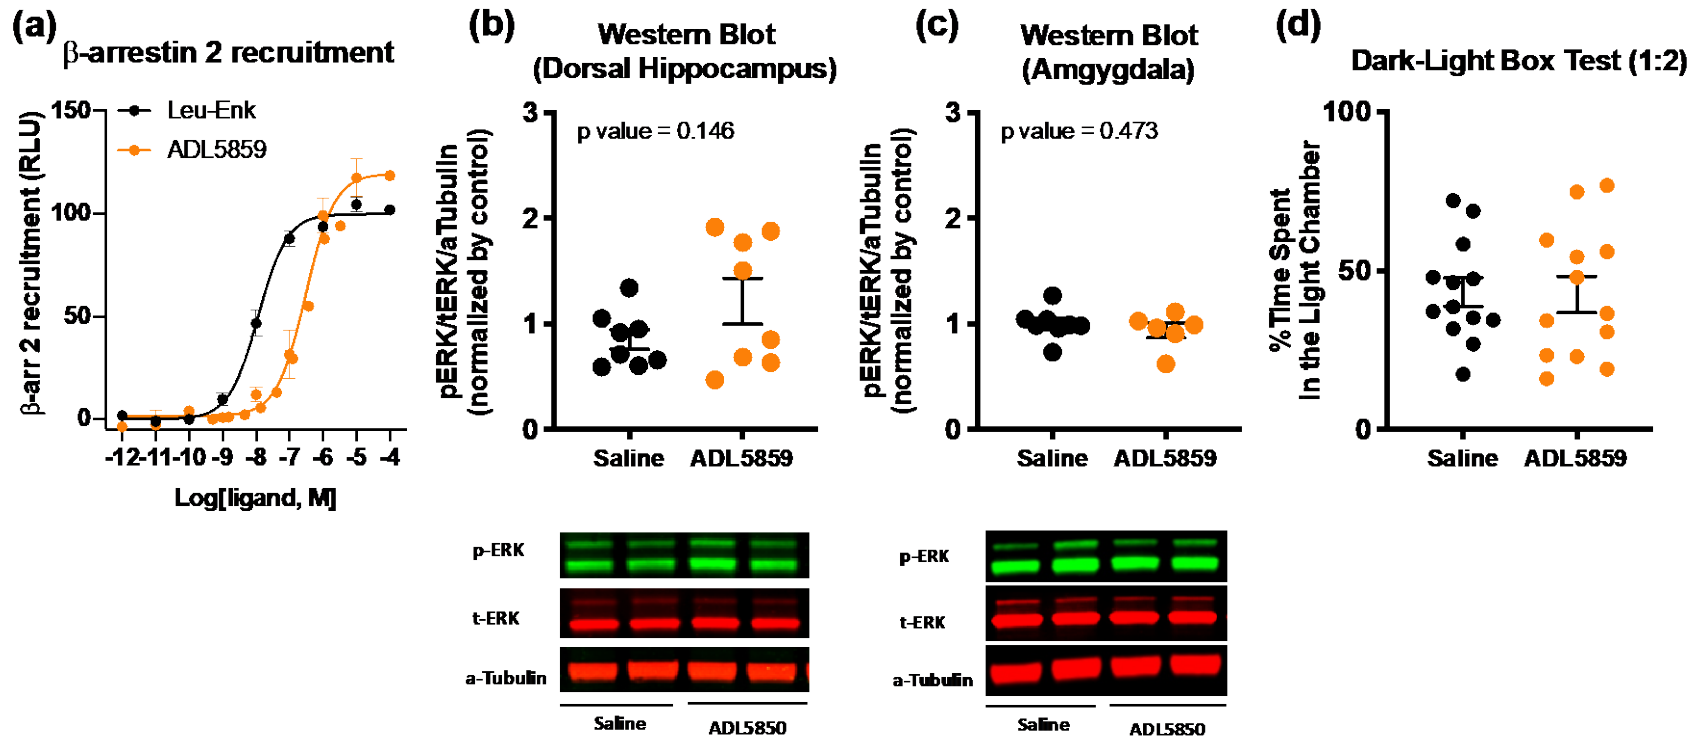 (a)
β-arrestin 2 recruitment
β-arr 2 recruitment (RLU)
150
100
50
0
Leu-Enk
ADL5859
-12 -11 -10 -9 -8 -7 -6 -5 -4
Log[ligand, M]
(b)
Western Blot
(Dorsal Hippocampus)
pERK/tERK/aTubulin
(normalized by control)
3
2
1
0
p value = 0.146
Saline ADL5859
p-ERK
t-ERK
a-Tubulin
Saline ADL5850
(c)
Western Blot
(Amgygdala)
pERK/tERK/aTubulin
(normalized by control)
3
2
1
0
p value = 0.473
Saline ADL5859
p-ERK
t-ERK
a-Tubulin
Saline ADL5850
(d)
Dark-Light Box Test (1:2)
% Time Spent
In the Light Chamber
100
50
0
Saline ADL5859